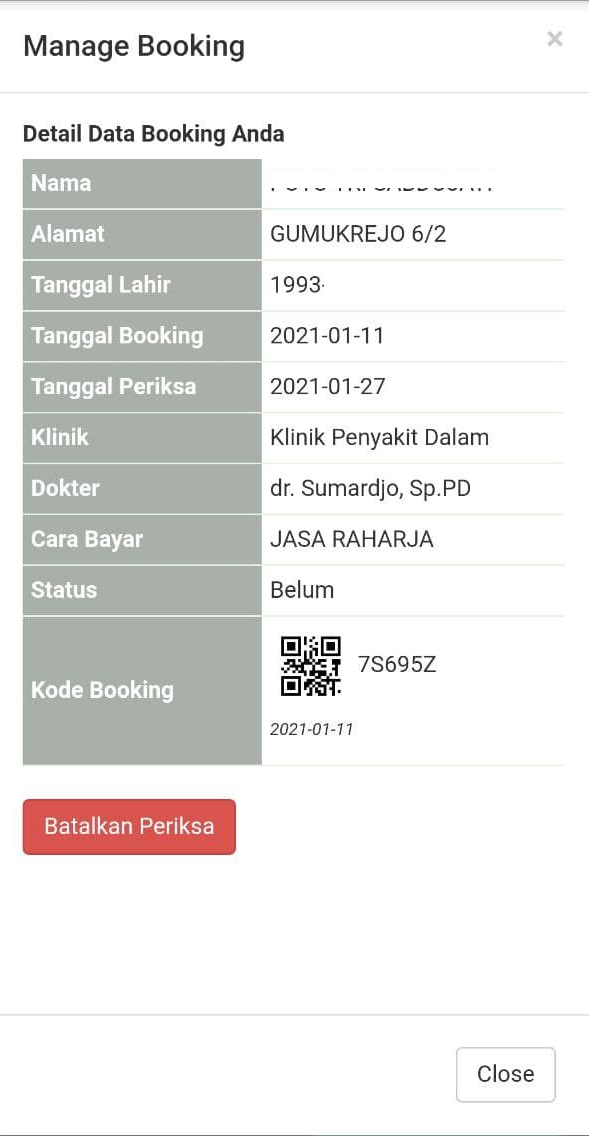 Manage Booking
×
Detail Data Booking Anda
Nama
Alamat GUMUKREJO 6/2
Tanggal Lahir 1993
Tanggal Booking 2021-01-11
Tanggal Periksa 2021-01-27
Klinik Klinik Penyakit Dalam
Dokter dr. Sumardjo, Sp.PD
Cara Bayar JASA RAHARJA
Status Belum
Kode Booking 7S695Z
2021-01-11
Batalkan Periksa
Close